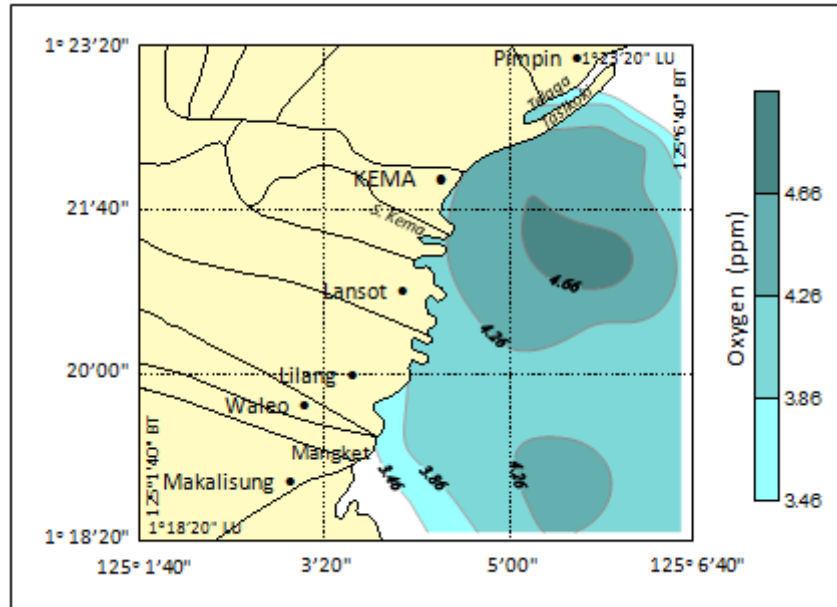 1° 23'20"
Pimpin
1°23'20" LU
Telaga
Tasikoki
125°6'40" BT
4.66
KEMA
21'40"
S. Kema
4.66
Oxygen (ppm)
Lansot
4.26
4.26
20'00"
Lilang
Waleo
3.86
Mangket
3.46
3.86
4.26
Makalisung
125°1'40" BT
3.46
1°18'20" LU
1° 18'20"
125° 1'40"
3'20"
5'00"
125° 6'40"